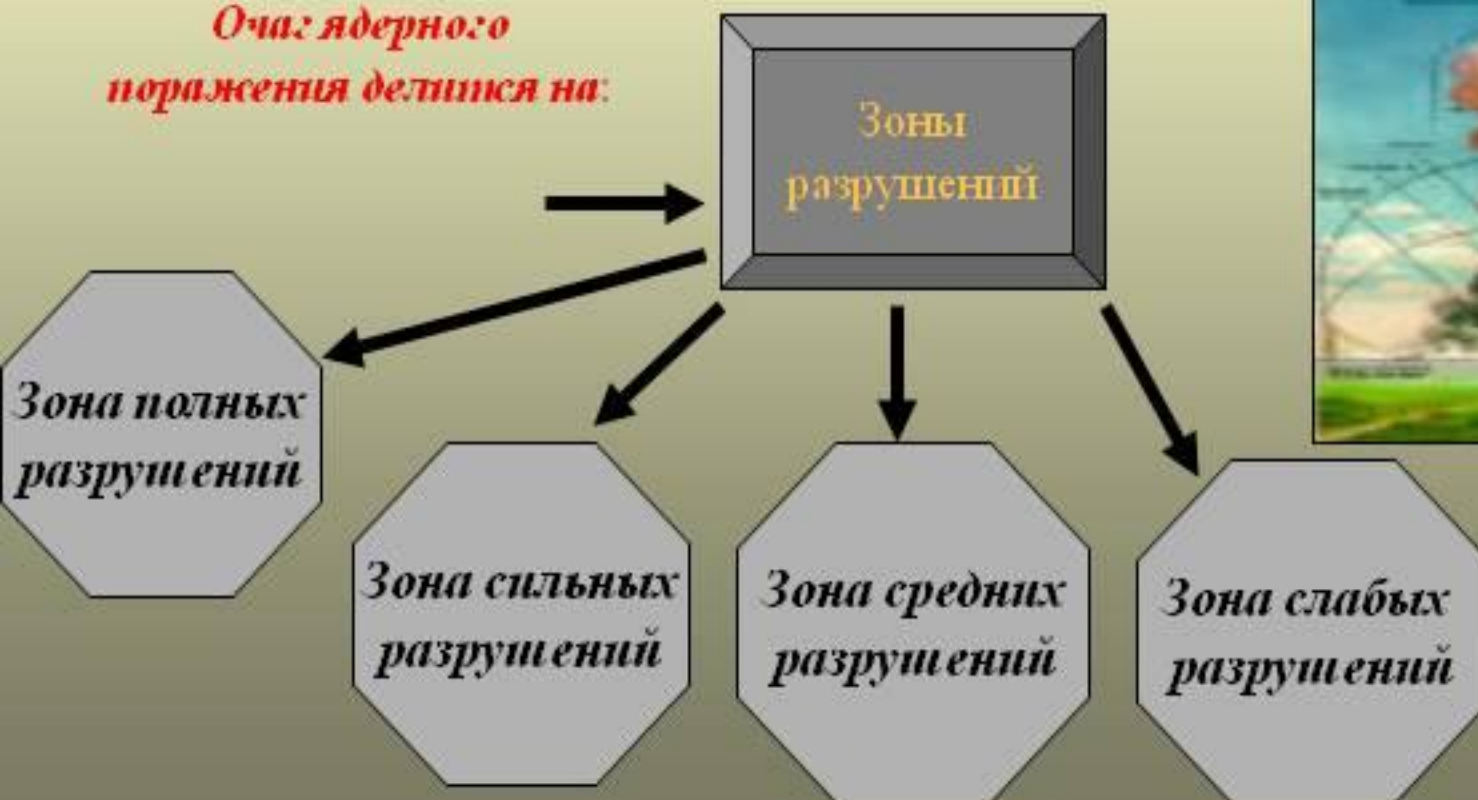 Очаг ядерного
поражения делится на:
Зоны
разрушений
Зона полных
разрушений
Зона сильных
разрушений
Зона средних
разрушений
Зона слабых
разрушений